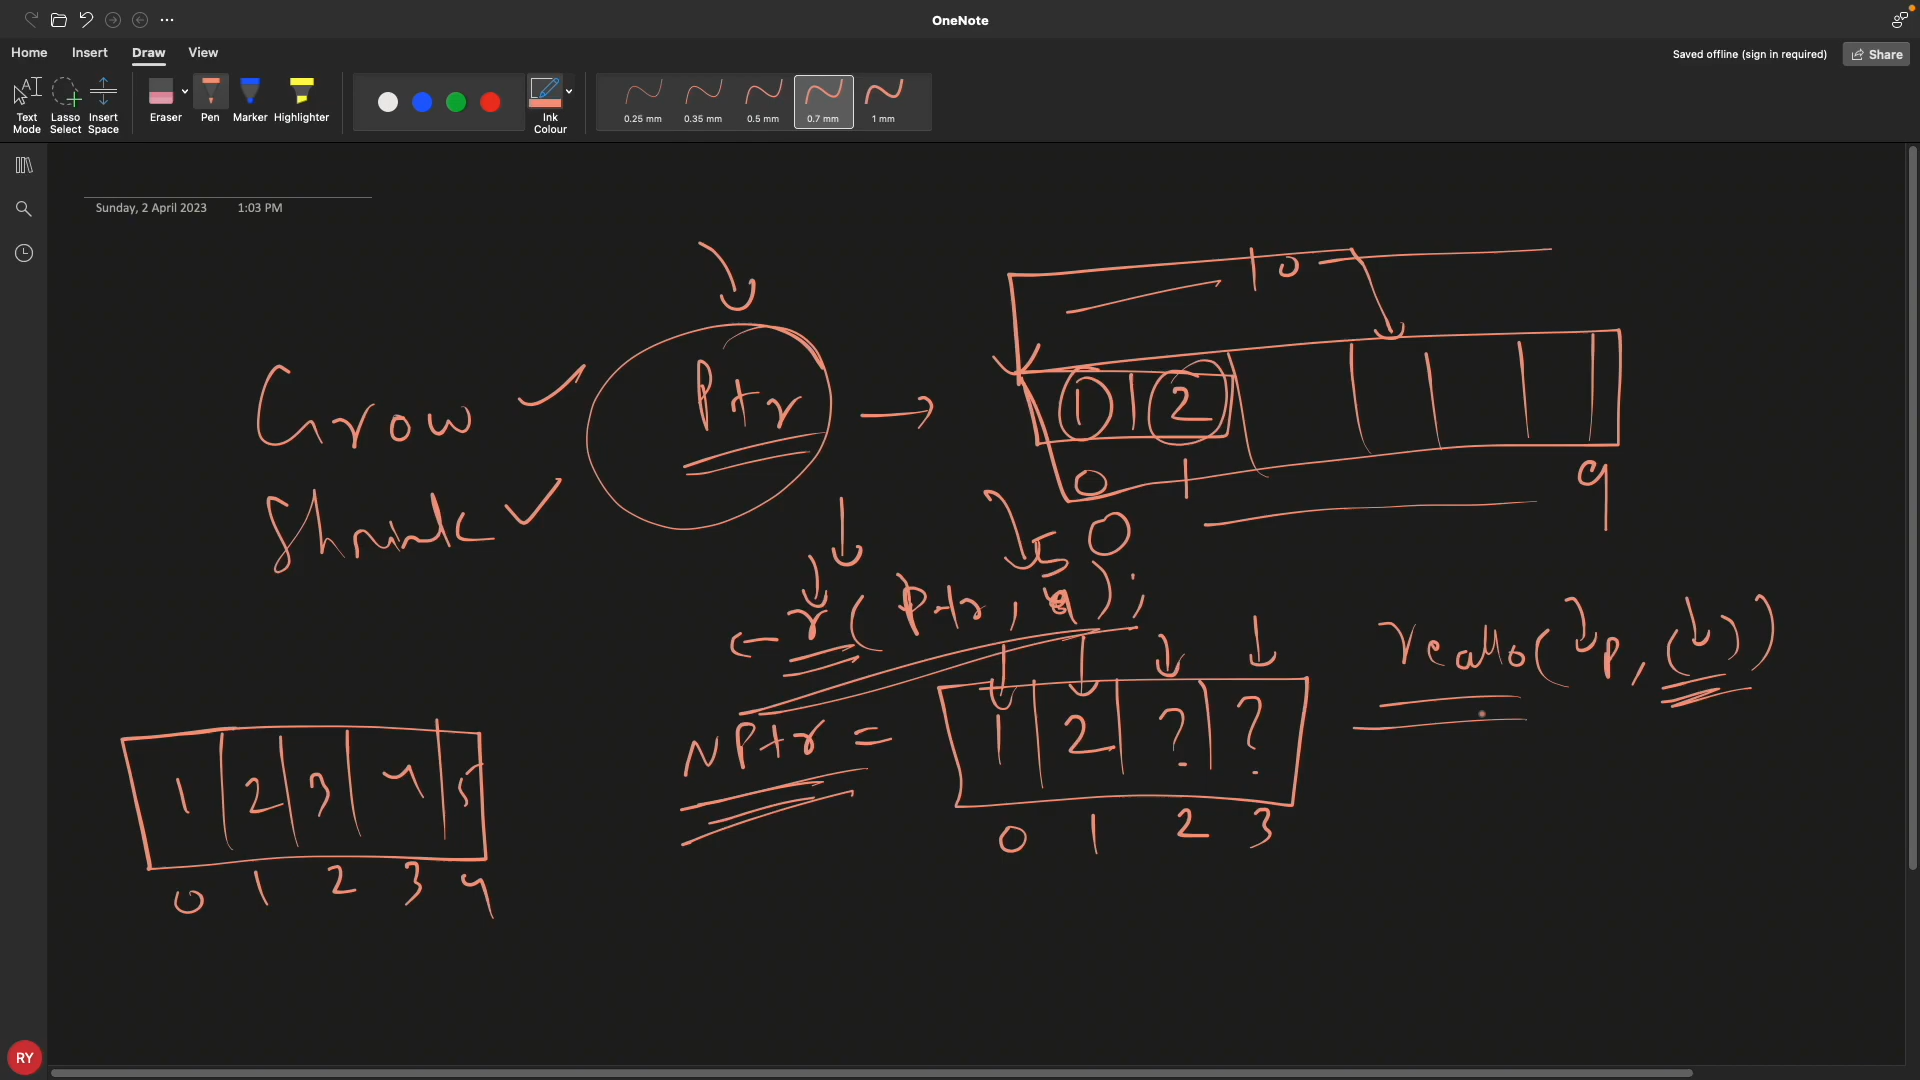 OneNote
Home Insert Draw View
Saved offline (sign in required) Share
Text Mode
Lasso Select
Insert Space
Eraser
Pen
Marker
Highlighter
Ink Colour
0.25 mm
0.35 mm
0.5 mm
0.7 mm
1 mm
Sunday, 2 April 2023 1:03 PM
10
Grow
Ptr
1 2
0 1 9
Shrink
50
r(Ptr, );
reallo( p, ( ))
NPtr =
1 2 ? ?
0 1 2 3
1 2 3 4 5
0 1 2 3 4
RY